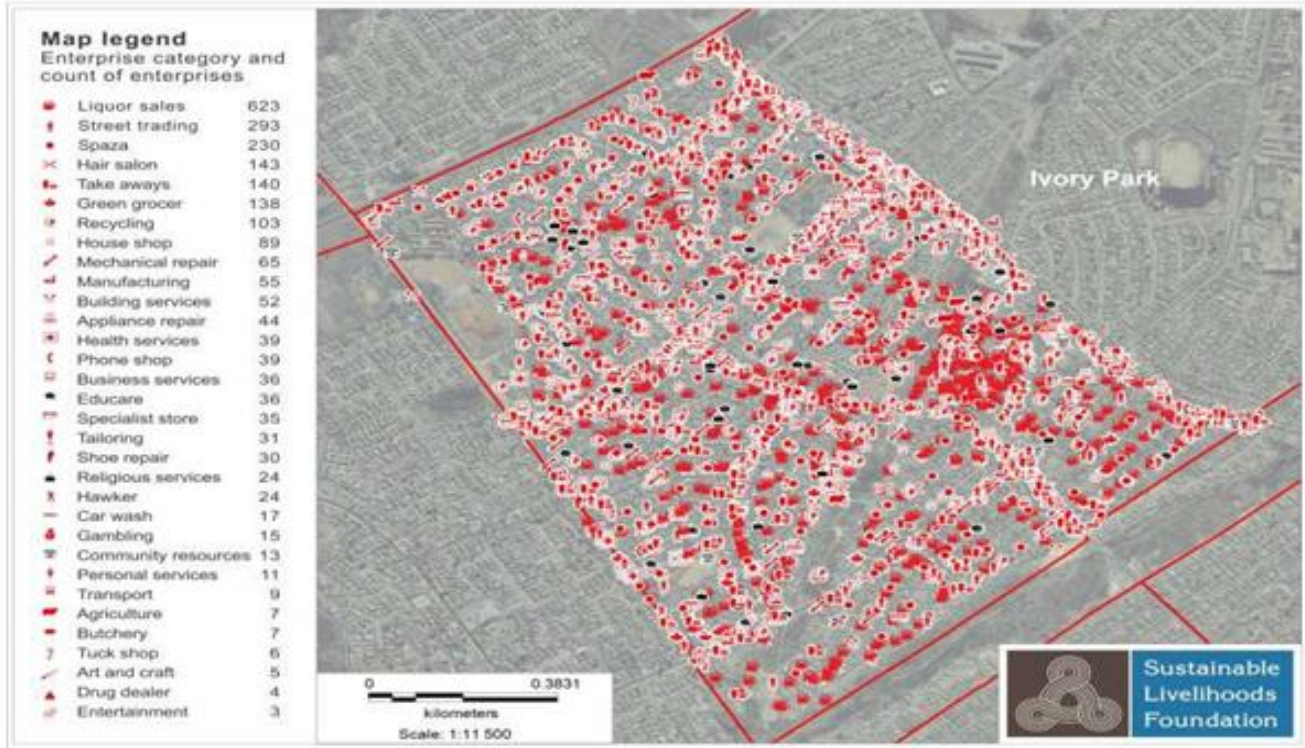 Map legend
Enterprise category and
count of enterprises
Liquor sales 623
Street trading 293
Spaza 230
Hair salon 143
Take aways 140
Green grocer 138
Recycling 103
House shop 89
Mechanical repair 65
Manufacturing 55
Building services 52
Appliance repair 44
Health services 39
Phone shop 39
Business services 36
Educare 36
Specialist store 35
Tailoring 31
Shoe repair 30
Religious services 24
Hawker 24
Car wash 17
Gambling 15
Community resources 13
Personal services 11
Transport 9
Agriculture 7
Butchery 7
Tuck shop 6
Art and craft 5
Drug dealer 4
Entertainment 3
Ivory Park
0 0.3831
kilometers
Scale: 1:11 500
Sustainable
Livelihoods
Foundation